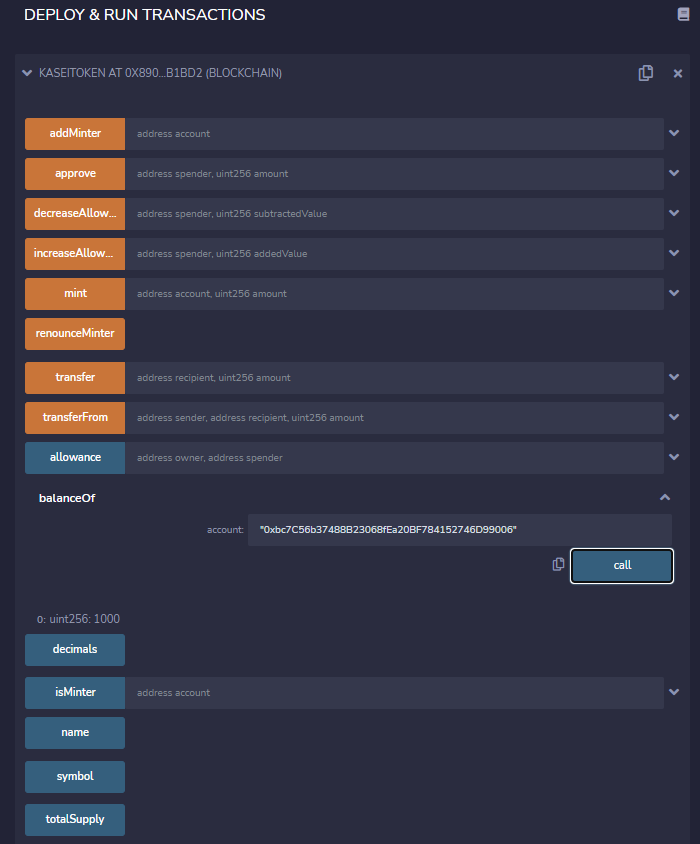 DEPLOY & RUN TRANSACTIONS
KASEITOKEN AT 0X890...B1BD2 (BLOCKCHAIN)
addMinter address account
approve address spender, uint256 amount
decreaseAllow... address spender, uint256 subtractedValue
increaseAllow... address spender, uint256 addedValue
mint address account, uint256 amount
renounceMinter
transfer address recipient, uint256 amount
transferFrom address sender, address recipient, uint256 amount
allowance address owner, address spender
balanceOf
account: "0xbc7C56b37488B23068fEa20BF784152746D99006"
call
0: uint256: 1000
decimals
isMinter address account
name
symbol
totalSupply